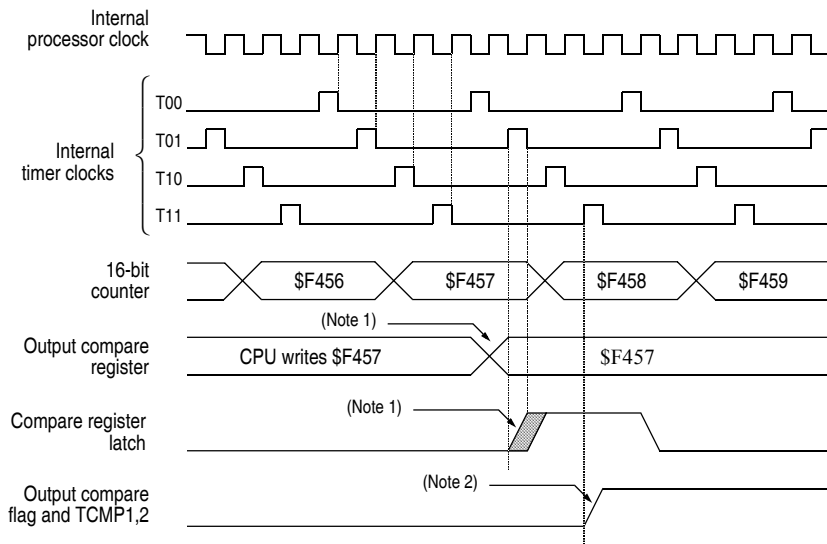 Internal
processor clock
T00
T01
Internal
timer clocks
T10
T11
16-bit
counter
$F456
$F457
$F458
$F459
(Note 1)
Output compare
register
CPU writes $F457
$F457
(Note 1)
Compare register
latch
(Note 2)
Output compare
flag and TCMP1,2